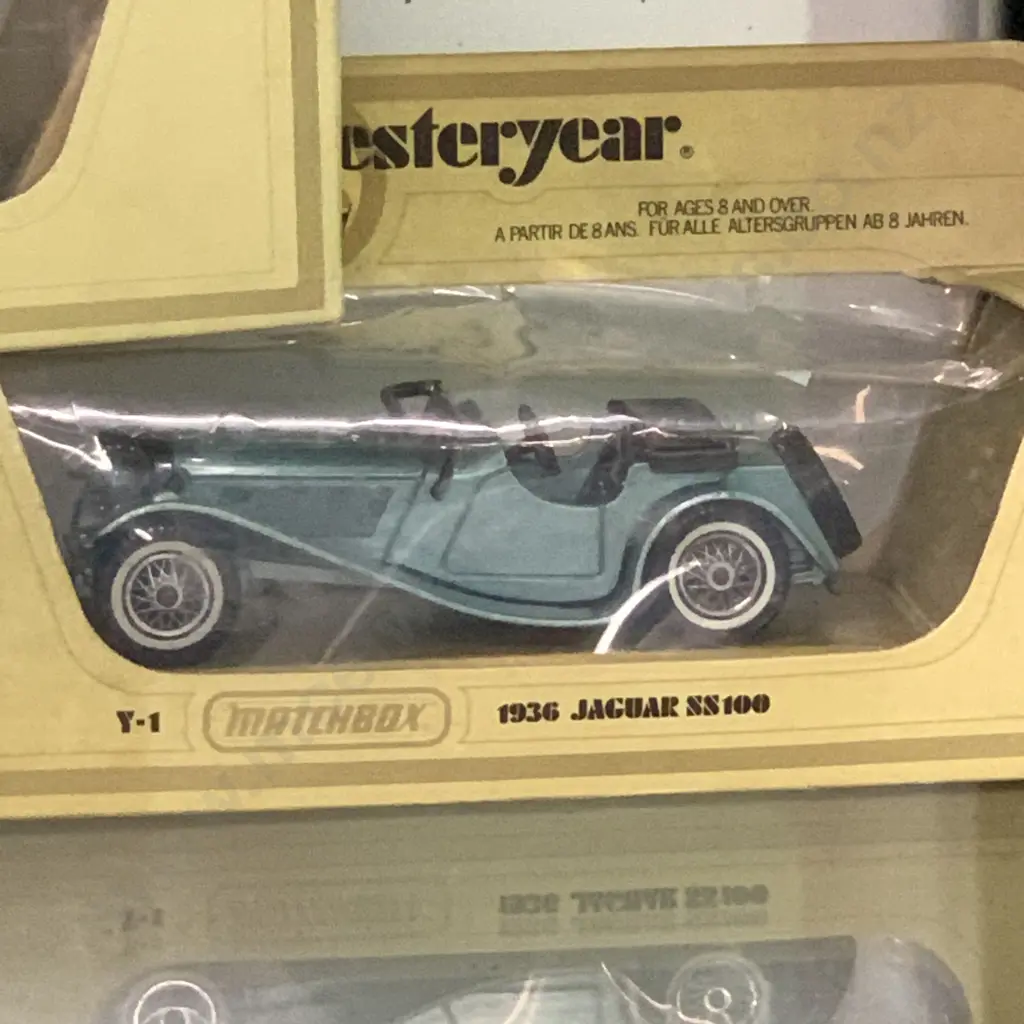 esteryear®
FOR AGES 8 AND OVER.
A PARTIR DE 8 ANS. FÜR ALLE ALTERSGRUPPEN AB 8 JAHREN.
Y-1 MATCHBOX 1936 JAGUAR SS100